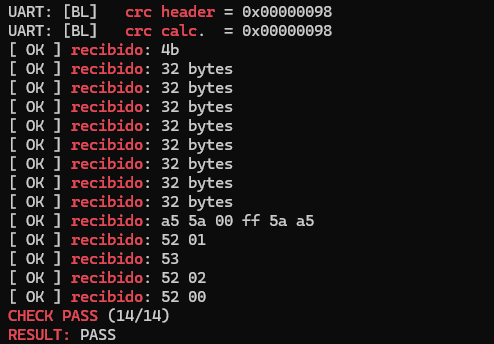 UART: [BL]   crc header = 0x00000098
UART: [BL]   crc calc.  = 0x00000098
[ OK ] recibido: 4b
[ OK ] recibido: 32 bytes
[ OK ] recibido: 32 bytes
[ OK ] recibido: 32 bytes
[ OK ] recibido: 32 bytes
[ OK ] recibido: 32 bytes
[ OK ] recibido: 32 bytes
[ OK ] recibido: 32 bytes
[ OK ] recibido: 32 bytes
[ OK ] recibido: a5 5a 00 ff 5a a5
[ OK ] recibido: 52 01
[ OK ] recibido: 53
[ OK ] recibido: 52 02
[ OK ] recibido: 52 00
CHECK PASS (14/14)
RESULT: PASS